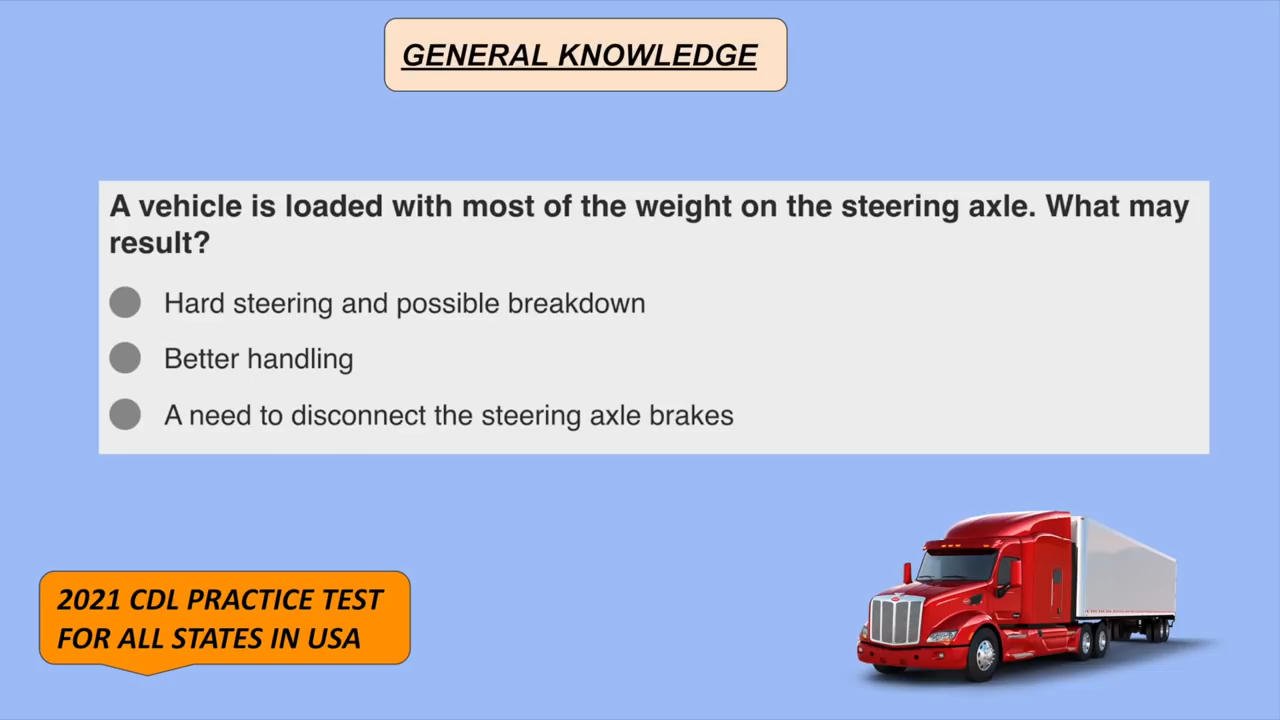 GENERAL KNOWLEDGE
A vehicle is loaded with most of the weight on the steering axle. What may
result?
Hard steering and possible breakdown
Better handling
A need to disconnect the steering axle brakes
2021 CDL PRACTICE TEST
FOR ALL STATES IN USA